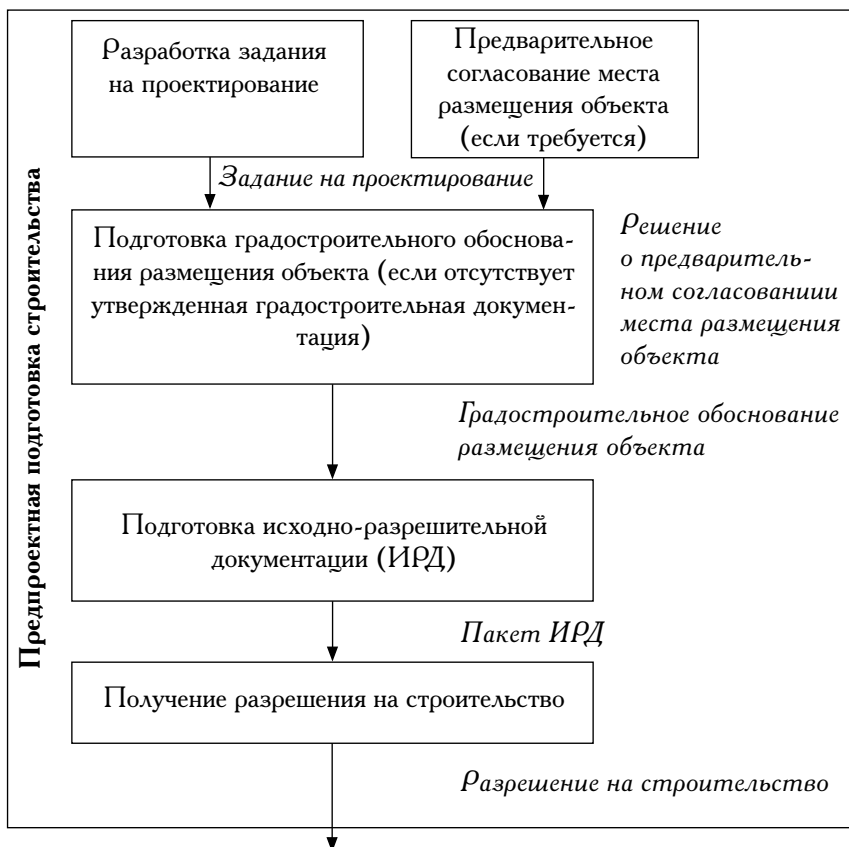 Предпроектная подготовка строительства
Разработка задания
на проектирование
Предварительное
согласование места
размещения объекта
(если требуется)
Задание на проектирование
Подготовка градостроительного обоснова-
ния размещения объекта (если отсутствует
утвержденная градостроительная докумен-
тация)
Решение
о предваритель-
ном согласованиии
места размещения
объекта
Градостроительное обоснование
размещения объекта
Подготовка исходно-разрешительной
документации (ИРД)
Пакет ИРД
Получение разрешения на строительство
Разрешение на строительство